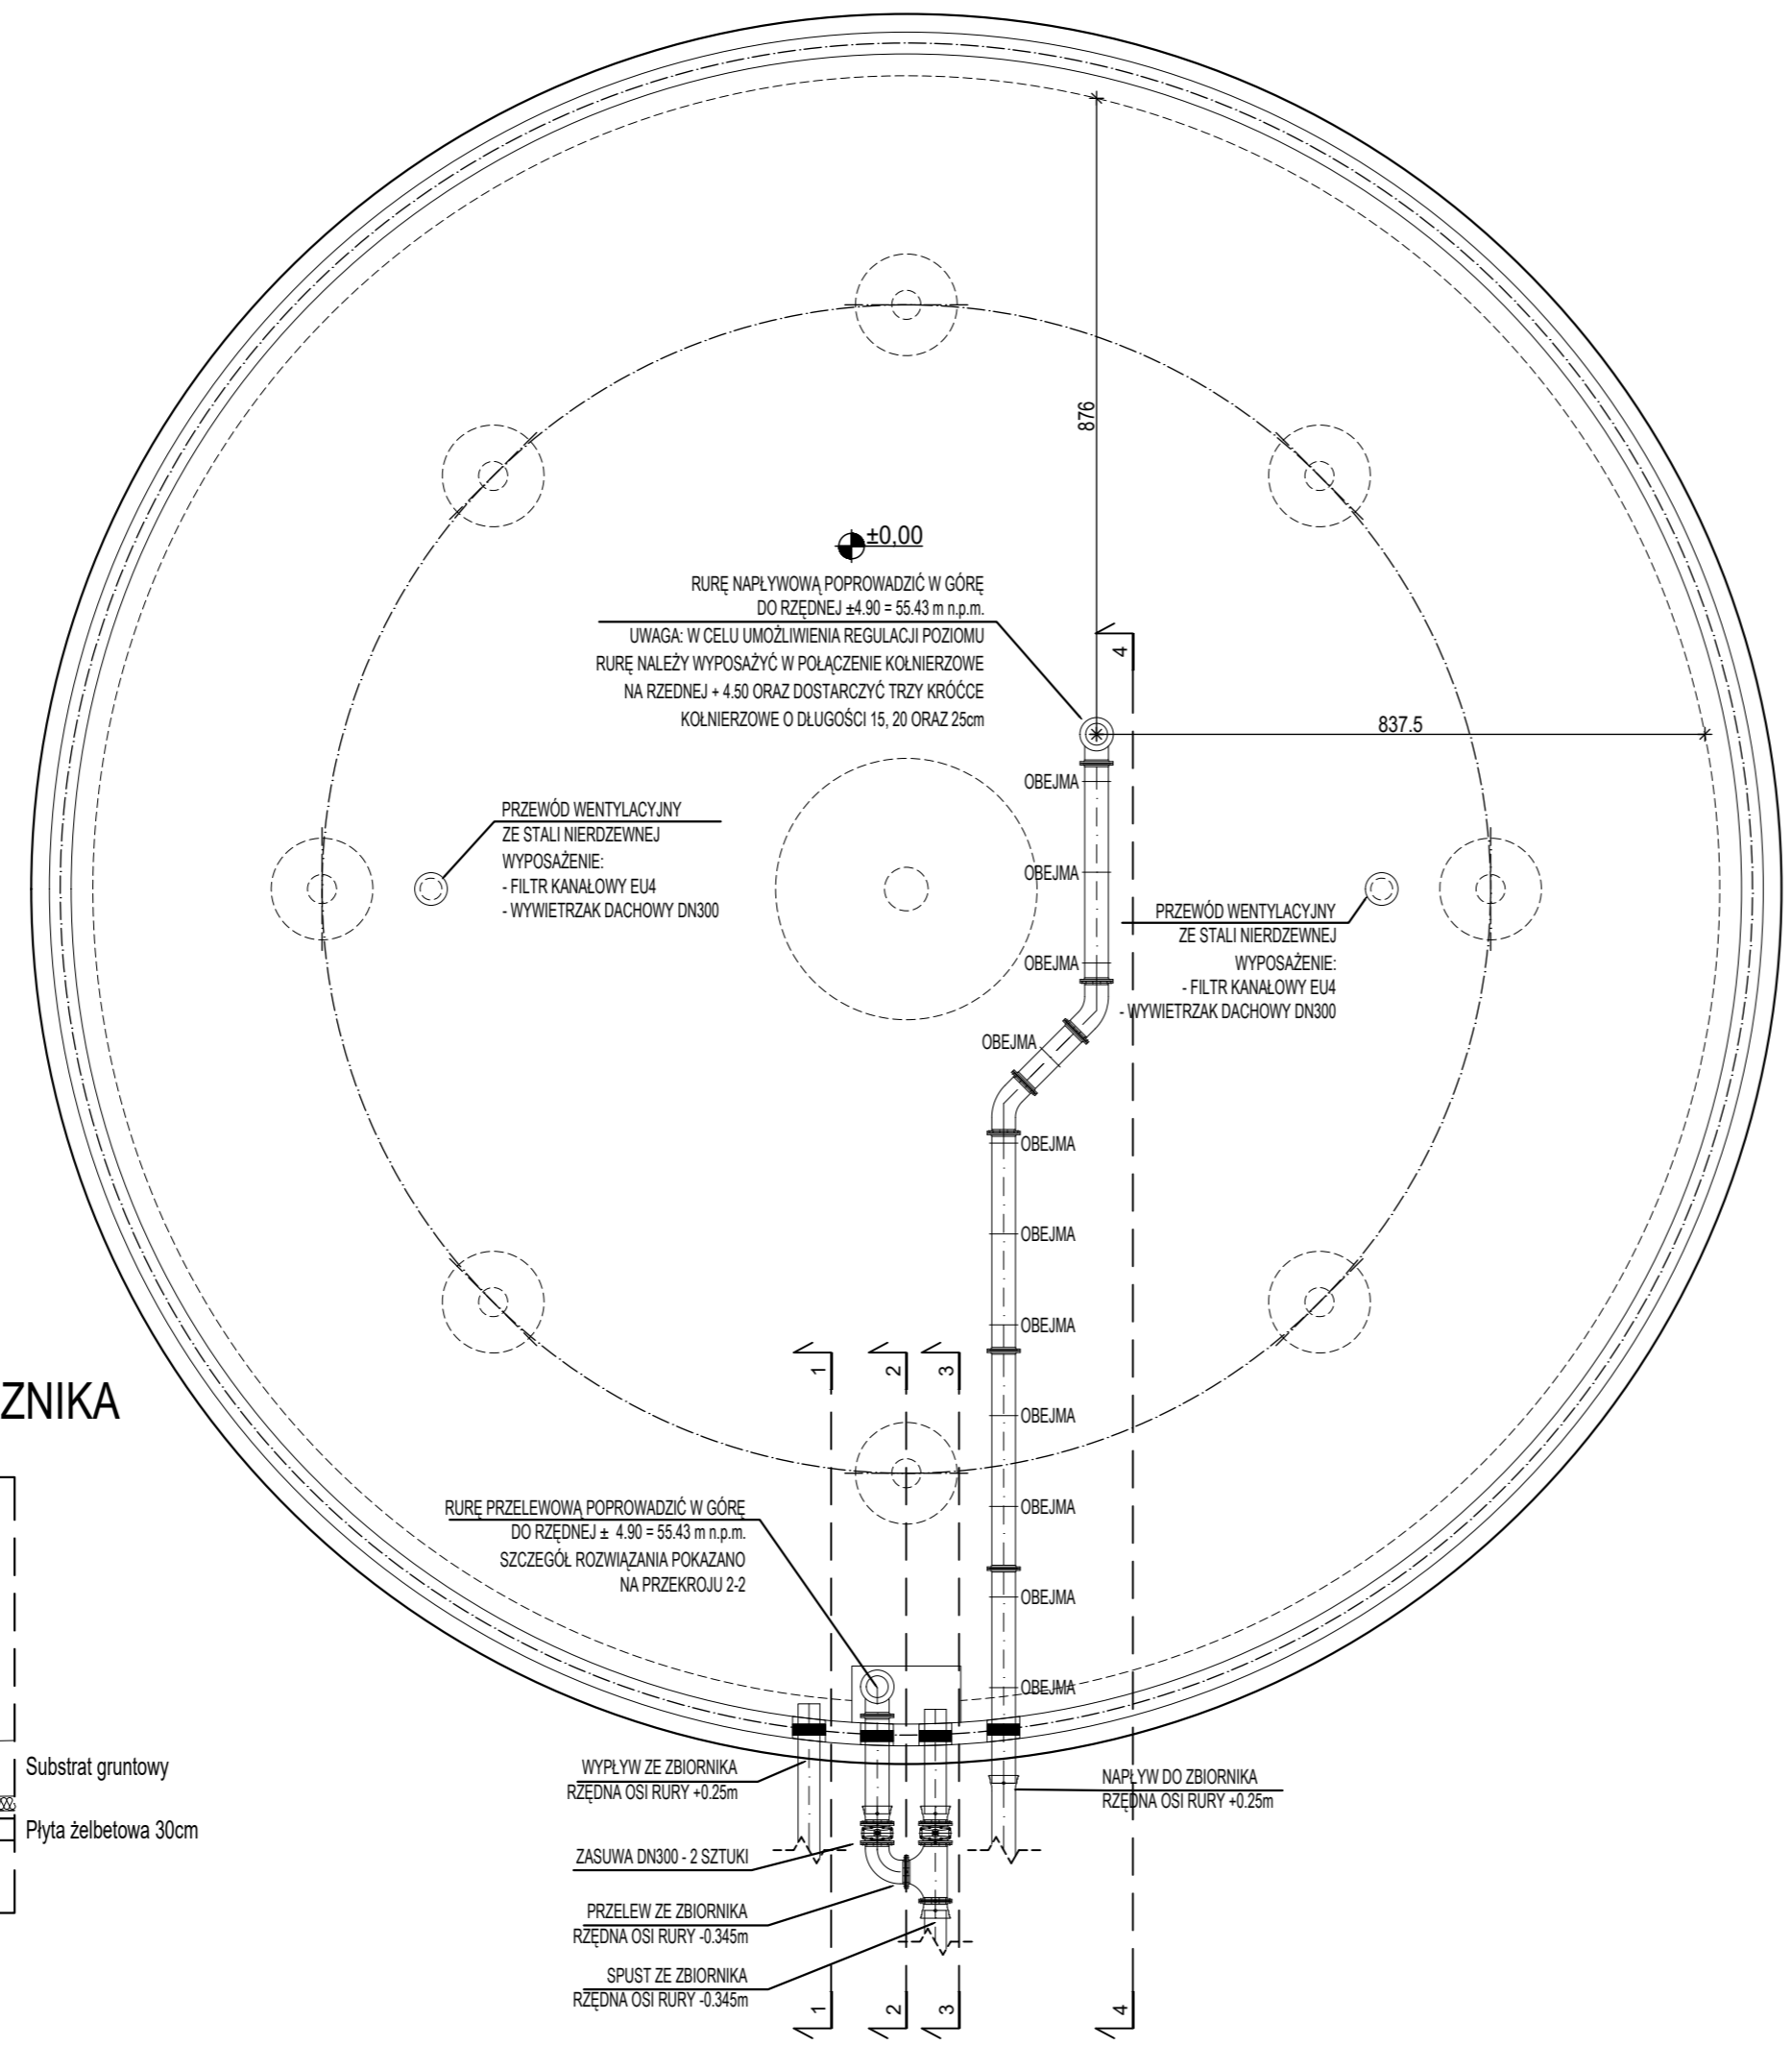 876
±0,00
RURĘ NAPŁYWOWĄ POPROWADZIĆ W GÓRĘ
DO RZĘDNEJ ±4.90 = 55.43 m n.p.m.
UWAGA: W CELU UMOŻLIWIENIA REGULACJI POZIOMU
RURĘ NALEŻY WYPOSAŻYĆ W POŁĄCZENIE KOŁNIERZOWE
NA RZEDNEJ + 4.50 ORAZ DOSTARCZYĆ TRZY KRÓĆCE
KOŁNIERZOWE O DŁUGOŚCI 15, 20 ORAZ 25cm
4
837.5
OBEJMA
PRZEWÓD WENTYLACYJNY
ZE STALI NIERDZEWNEJ
WYPOSAŻENIE:
- FILTR KANAŁOWY EU4
- WYWIETRZAK DACHOWY DN300
OBEJMA
PRZEWÓD WENTYLACYJNY
ZE STALI NIERDZEWNEJ
WYPOSAŻENIE:
- FILTR KANAŁOWY EU4
- WYWIETRZAK DACHOWY DN300
OBEJMA
OBEJMA
OBEJMA
OBEJMA
OBEJMA
1
2
3
ZNIKA
OBEJMA
RURĘ PRZELEWOWĄ POPROWADZIĆ W GÓRĘ
DO RZĘDNEJ ± 4.90 = 55.43 m n.p.m.
SZCZEGÓŁ ROZWIĄZANIA POKAZANO
NA PRZEKROJU 2-2
OBEJMA
OBEJMA
OBEJMA
Substrat gruntowy
Płyta żelbetowa 30cm
WYPŁYW ZE ZBIORNIKA
RZĘDNA OSI RURY +0.25m
NAPŁYW DO ZBIORNIKA
RZĘDNA OSI RURY +0.25m
ZASUWA DN300 - 2 SZTUKI
PRZELEW ZE ZBIORNIKA
RZĘDNA OSI RURY -0.345m
SPUST ZE ZBIORNIKA
RZĘDNA OSI RURY -0.345m
1
2
3
4